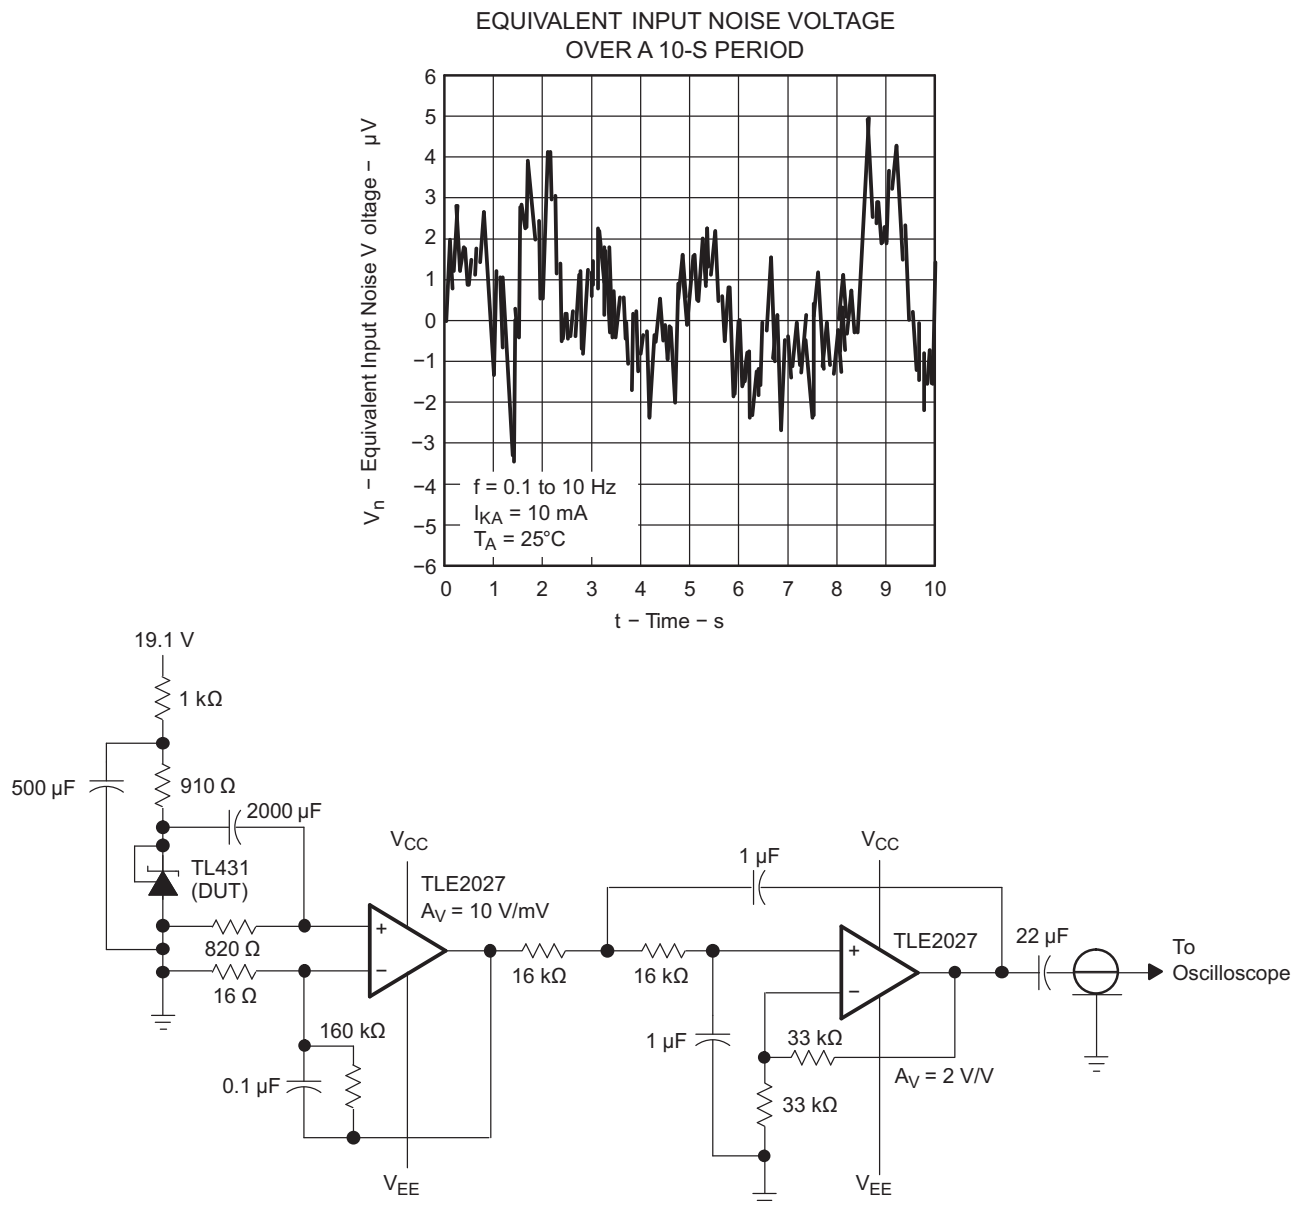 EQUIVALENT INPUT NOISE VOLTAGE
OVER A 10-S PERIOD
Vn – Equivalent Input Noise V oltage – µV
6
5
4
3
2
1
0
−1
−2
−3
−4
−5
−6
f = 0.1 to 10 Hz
IKA = 10 mA
TA = 25°C
0 1 2 3 4 5 6 7 8 9 10
t – Time – s
19.1 V
1 kΩ
500 µF
910 Ω
2000 µF
TL431
(DUT)
820 Ω
16 Ω
VCC
TLE2027
AV = 10 V/mV
+
−
160 kΩ
0.1 µF
VEE
16 kΩ
16 kΩ
1 µF
1 µF
VCC
TLE2027
+
−
33 kΩ
AV = 2 V/V
33 kΩ
VEE
22 µF
To
Oscilloscope